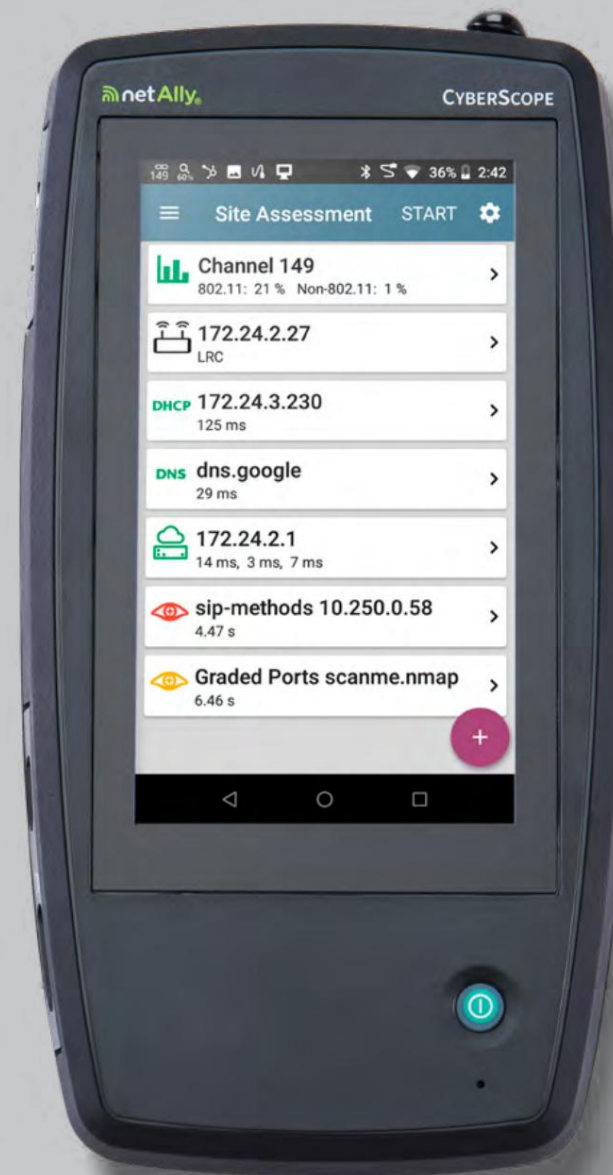 netAlly®
CYBERSCOPE
149 60% 36% 2:42
Site Assessment START
Channel 149
802.11: 21 % Non-802.11: 1 %
172.24.2.27
LRC
DHCP 172.24.3.230
125 ms
DNS dns.google
29 ms
172.24.2.1
14 ms, 3 ms, 7 ms
sip-methods 10.250.0.58
4.47 s
Graded Ports scanme.nmap
6.46 s
+